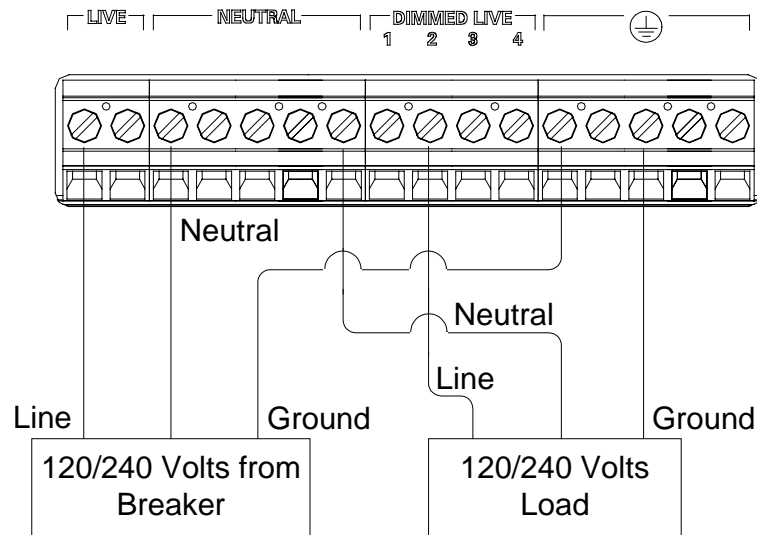 LIVE NEUTRAL DIMMED LIVE
1 2 3 4
Neutral
Neutral
Line
Line Ground Ground
120/240 Volts from
Breaker
120/240 Volts
Load